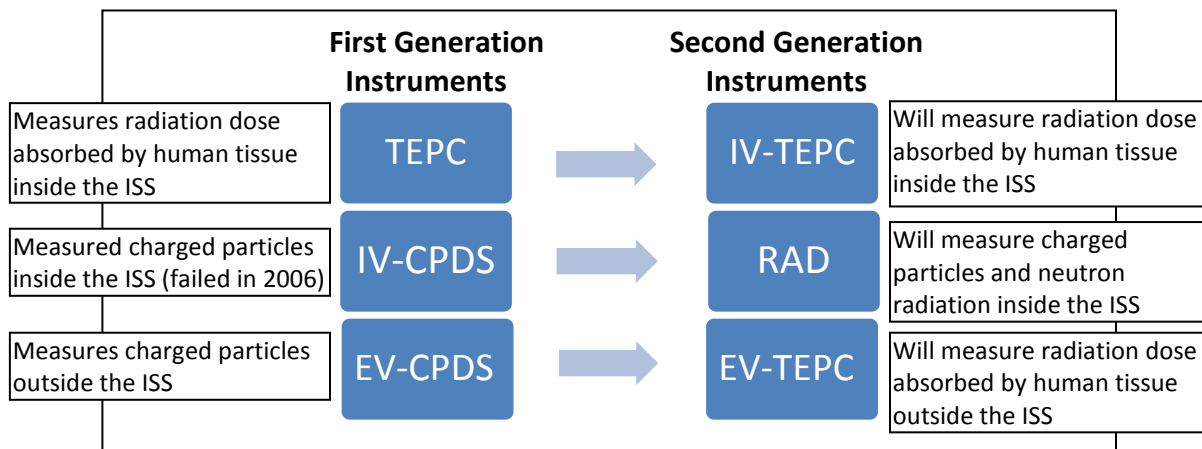 First Generation
Instruments
Second Generation
Instruments
Measures radiation dose
absorbed by human tissue
inside the ISS
TEPC
IV-TEPC
Will measure radiation dose
absorbed by human tissue
inside the ISS
Measured charged particles
inside the ISS (failed in 2006)
IV-CPDS
RAD
Will measure charged
particles and neutron
radiation inside the ISS
Measures charged particles
outside the ISS
EV-CPDS
EV-TEPC
Will measure radiation dose
absorbed by human tissue
outside the ISS